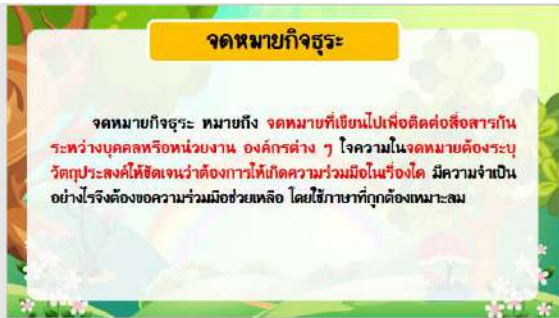 จดหมายกิจธุระ
จดหมายกิจธุระ หมายถึง จดหมายที่เขียนไปเพื่อติดต่อสื่อสารกัน
ระหว่างบุคคลหรือหน่วยงาน องค์กรต่าง ๆ ใจความในจดหมายต้องระบุ
วัตถุประสงค์ให้ชัดเจนว่าต้องการให้เกิดความร่วมมือในเรื่องใด มีความจำเป็น
อย่างไรจึงต้องขอความร่วมมือช่วยเหลือ โดยใช้ภาษาที่ถูกต้องเหมาะสม